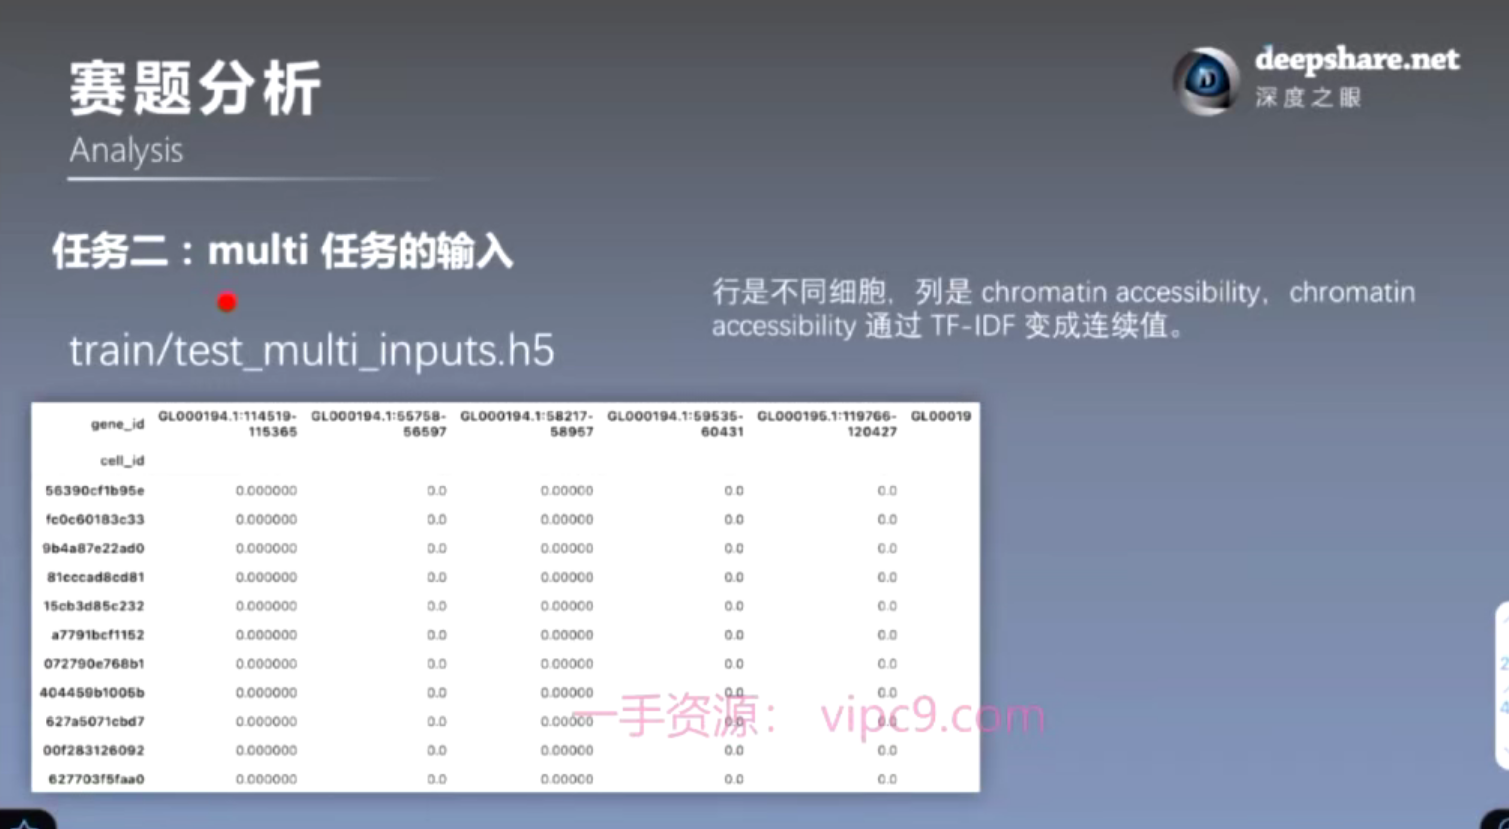 赛题分析
Analysis
deepshare.net
深度之眼
任务二：multi 任务的输入
train/test_multi_inputs.h5
行是不同细胞，列是 chromatin accessibility，chromatin
accessibility 通过 TF-IDF 变成连续值。
gene_id GL000194.1:114519-115365 GL000194.1:55758-56597 GL000194.1:58217-58957 GL000194.1:59535-60431 GL000195.1:119766-120427 GL00019
cell_id
56390cf1b95e 0.000000 0.0 0.00000 0.0 0.0
fc0c60183c33 0.000000 0.0 0.00000 0.0 0.0
9b4a87e22ad0 0.000000 0.0 0.00000 0.0 0.0
81cccad8cd81 0.000000 0.0 0.00000 0.0 0.0
15cb3d85c232 0.000000 0.0 0.00000 0.0 0.0
a7791bcf1152 0.000000 0.0 0.00000 0.0 0.0
072790e768b1 0.000000 0.0 0.00000 0.0 0.0
404459b1005b 0.000000 0.0 0.00000 0.0 0.0
627a5071cbd7 0.000000 0.0 0.00000 0.0 0.0
00f283126092 0.000000 0.0 0.00000 0.0 0.0
627703f5faa0 0.000000 0.0 0.00000 0.0 0.0
一手资源： vipc9.com